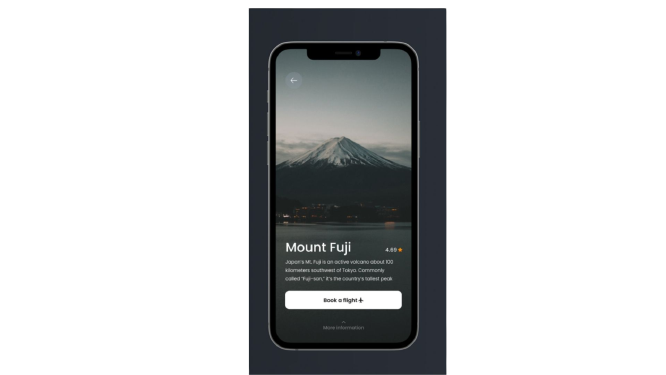 Mount Fuji
4.89
Japan's Mt. Fuji is an active volcano about 100
kilometers southwest of Tokyo. Commonly
called "Fuji-san," it's the country's tallest peak
Book a flight
More information